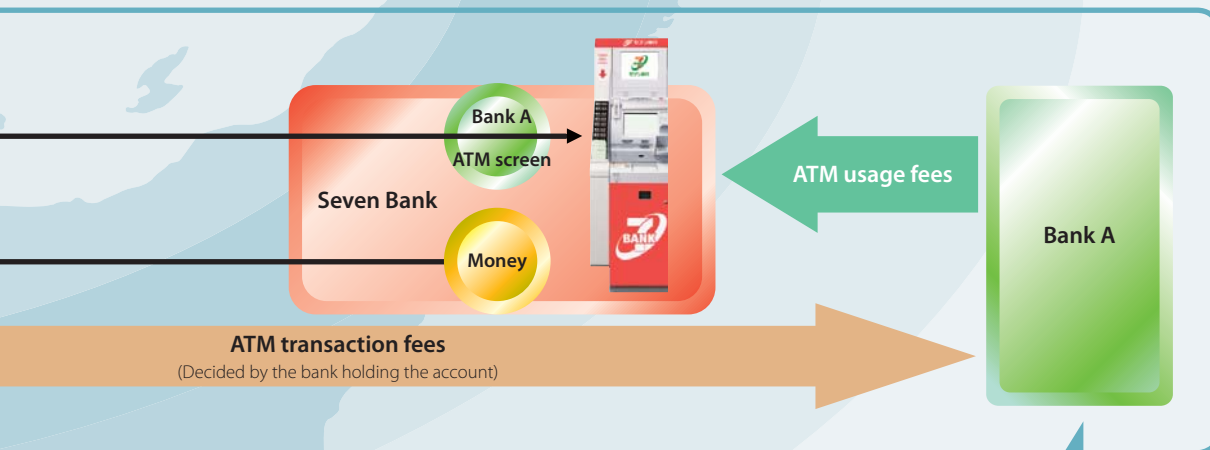 Bank A
ATM screen
Seven Bank
Money
BANK
ATM usage fees
Bank A
ATM transaction fees
(Decided by the bank holding the account)